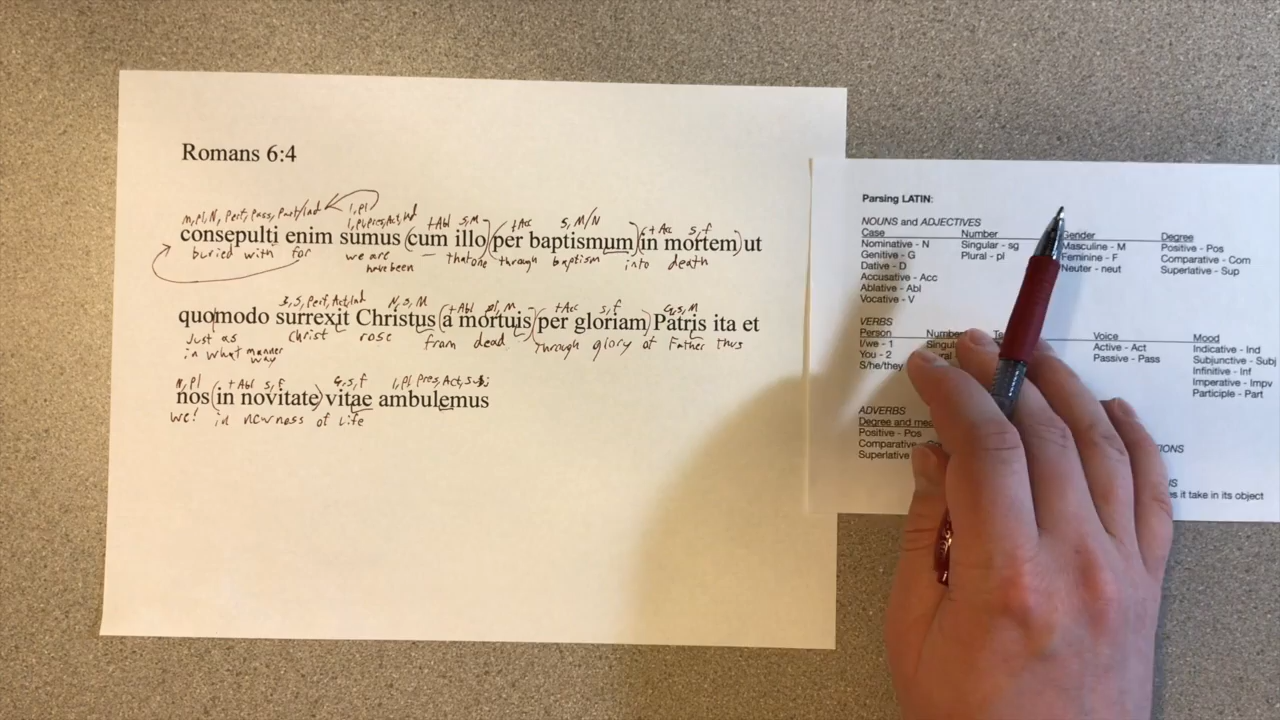 Romans 6:4
m, pl, N, Perf, Pass, Part/Ind 1, pl
1, pl, pres, Act, Ind +Abl S, M +Acc S, M/N +Acc S, f
consepulti enim sumus (cum illo) (per baptismum) (in mortem) ut
buried with for we are — that one through baptism into death
have been
3, S, Perf, Act, Ind N, S, M +Abl pl, M +Acc S, f G, S, M
quomodo surrexit Christus (a mortuis) (per gloriam) Patris ita et
Just as Christ rose from dead through glory of Father thus
in what manner
way
N, pl +Abl S, f G, S, f 1, pl Pres, Act, Subj
nos (in novitate) vitae ambulemus
we! in newness of Life
Parsing LATIN:
NOUNS and ADJECTIVES
Case Number Gender Degree
Nominative - N Singular - sg Masculine - M Positive - Pos
Genitive - G Plural - pl Feminine - F Comparative - Com
Dative - D Neuter - neut Superlative - Sup
Accusative - Acc
Ablative - Abl
Vocative - V
VERBS
Person Voice Mood
I/we - 1 Active - Act Indicative - Ind
You - 2 Passive - Pass Subjunctive - Subj
S/he/they Infinitive - Inf
Imperative - Impv
Participle - Part
ADVERBS
Degree and
Positive - Pos
Comparative
Superlative
it take in its object